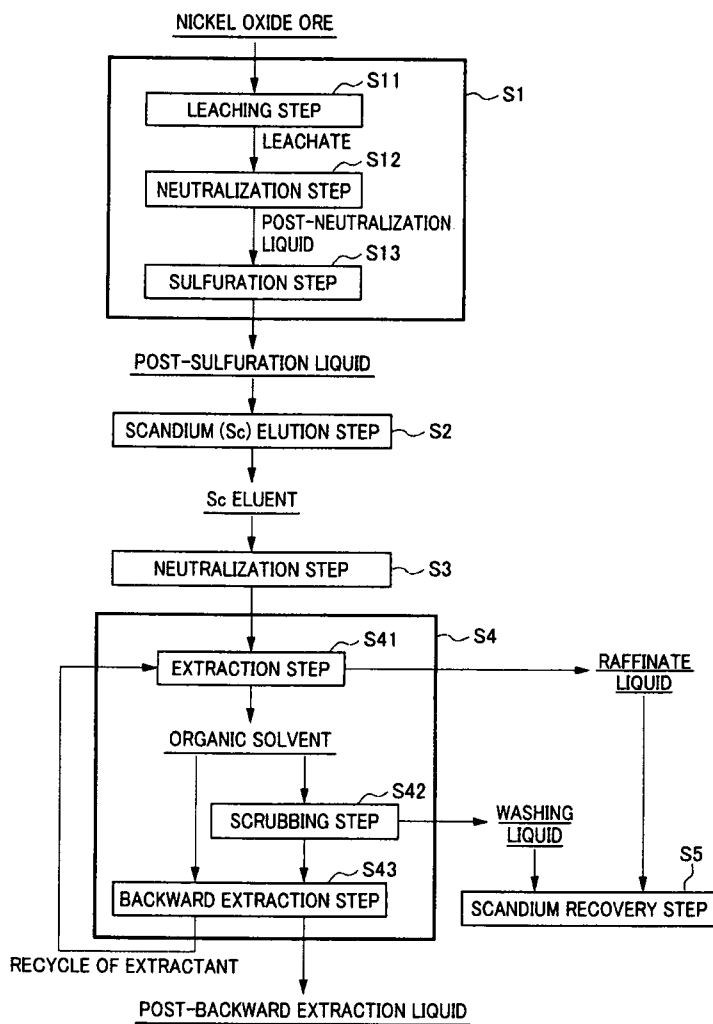 NICKEL OXIDE ORE
S11
S1
LEACHING STEP
LEACHATE
S12
NEUTRALIZATION STEP
POST-NEUTRALIZATION
LIQUID
S13
SULFURATION STEP
POST-SULFURATION LIQUID
SCANDIUM (Sc) ELUTION STEP
S2
Sc ELUENT
NEUTRALIZATION STEP
S3
S41
S4
EXTRACTION STEP
RAFFINATE
LIQUID
ORGANIC SOLVENT
S42
SCRUBBING STEP
WASHING
LIQUID
S43
S5
BACKWARD EXTRACTION STEP
SCANDIUM RECOVERY STEP
RECYCLE OF EXTRACTANT
POST-BACKWARD EXTRACTION LIQUID